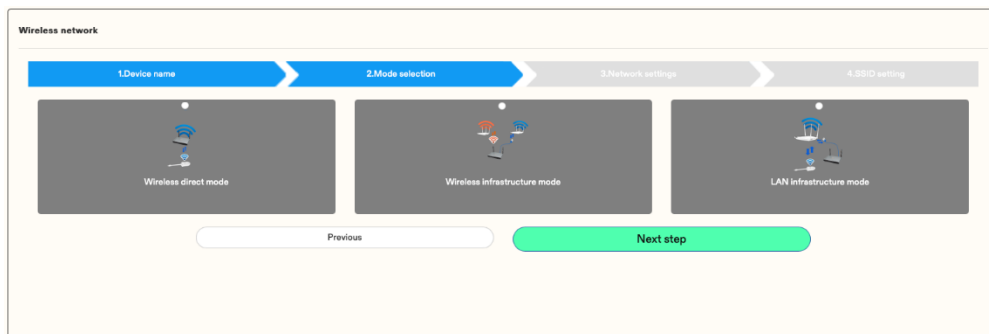 Wireless network
1.Device name
2.Mode selection
3.Network settings
4.SSID setting
Wireless direct mode
Wireless infrastructure mode
LAN infrastructure mode
Previous
Next step